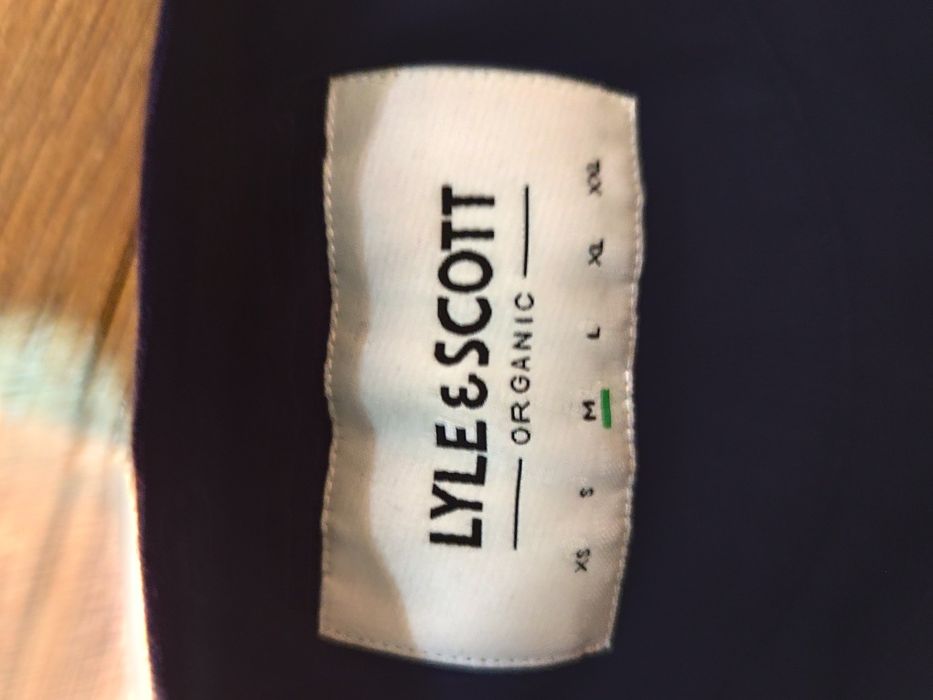 LYLE & SCOTT
ORGANIC
XS S M L XL XXL